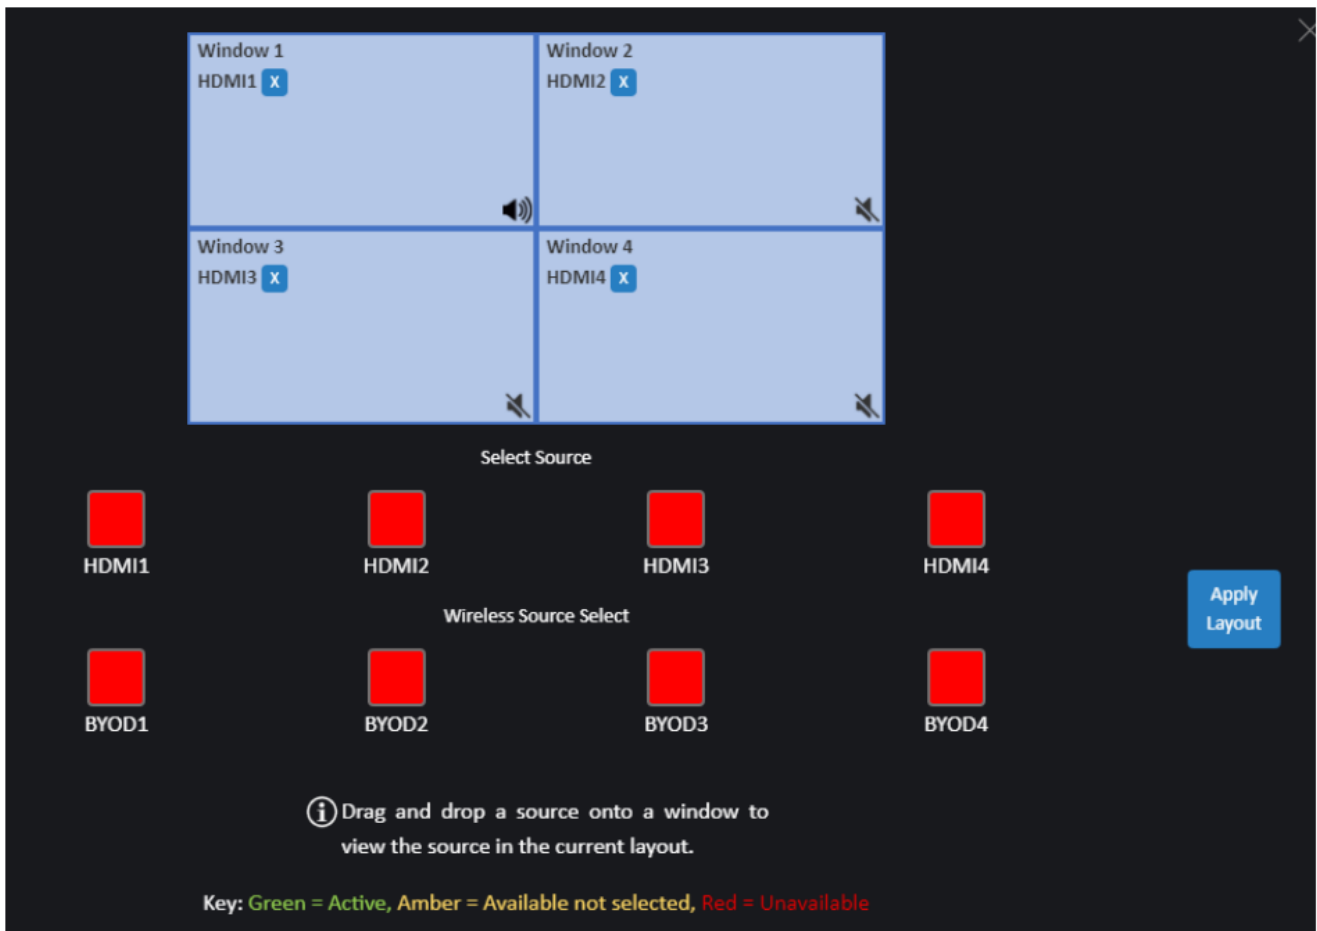 Window 1
HDMI1 X
Window 2
HDMI2 X
Window 3
HDMI3 X
Window 4
HDMI4 X
Select Source
HDMI1
HDMI2
HDMI3
HDMI4
Wireless Source Select
BYOD1
BYOD2
BYOD3
BYOD4
Apply
Layout
Drag and drop a source onto a window to
view the source in the current layout.
Key: Green = Active, Amber = Available not selected, Red = Unavailable